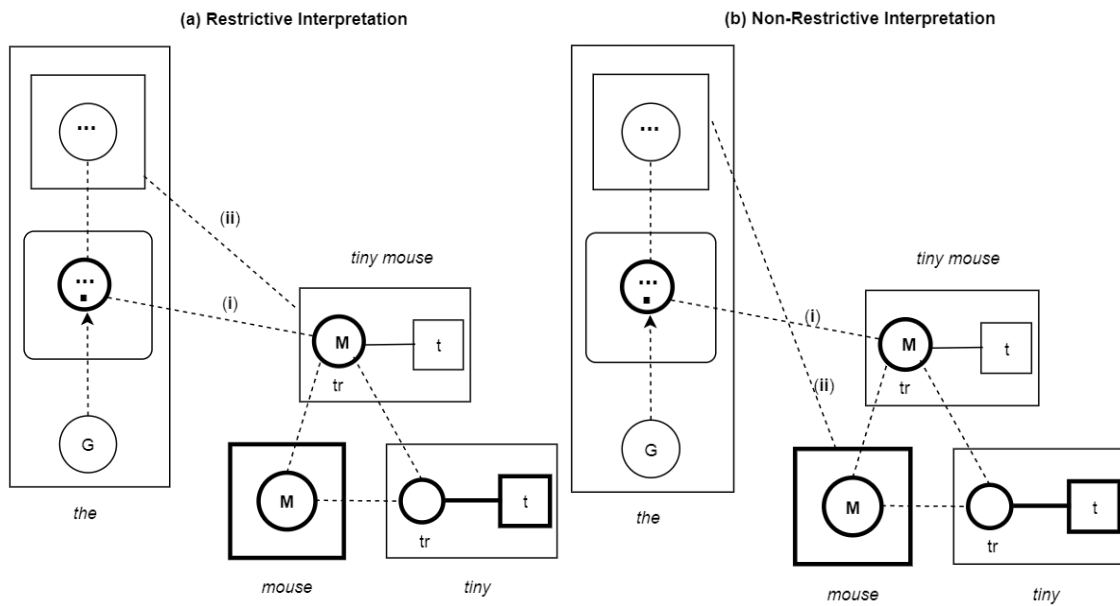 (a) Restrictive Interpretation
...
(ii)
tiny mouse
...
(i)
M
t
tr
G
M
t
the
tr
mouse
tiny
(b) Non-Restrictive Interpretation
...
tiny mouse
...
(i)
M
t
(ii)
tr
G
M
t
the
tr
mouse
tiny